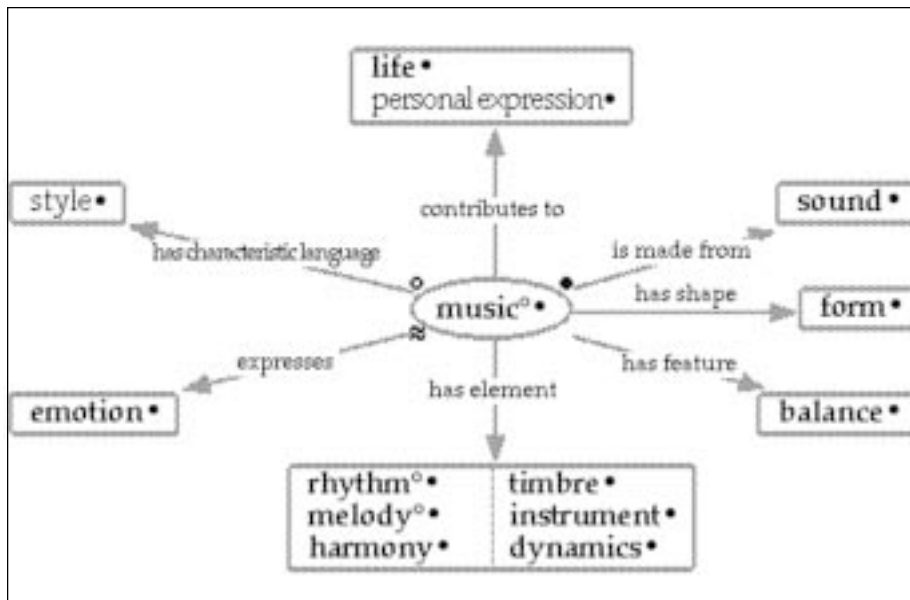 life •
personal expression •
style •
contributes to
sound •
has characteristic language
is made from
music° •
has shape
form •
expresses
has feature
has element
emotion •
balance •
rhythm° • timbre •
melody° • instrument •
harmony • dynamics •